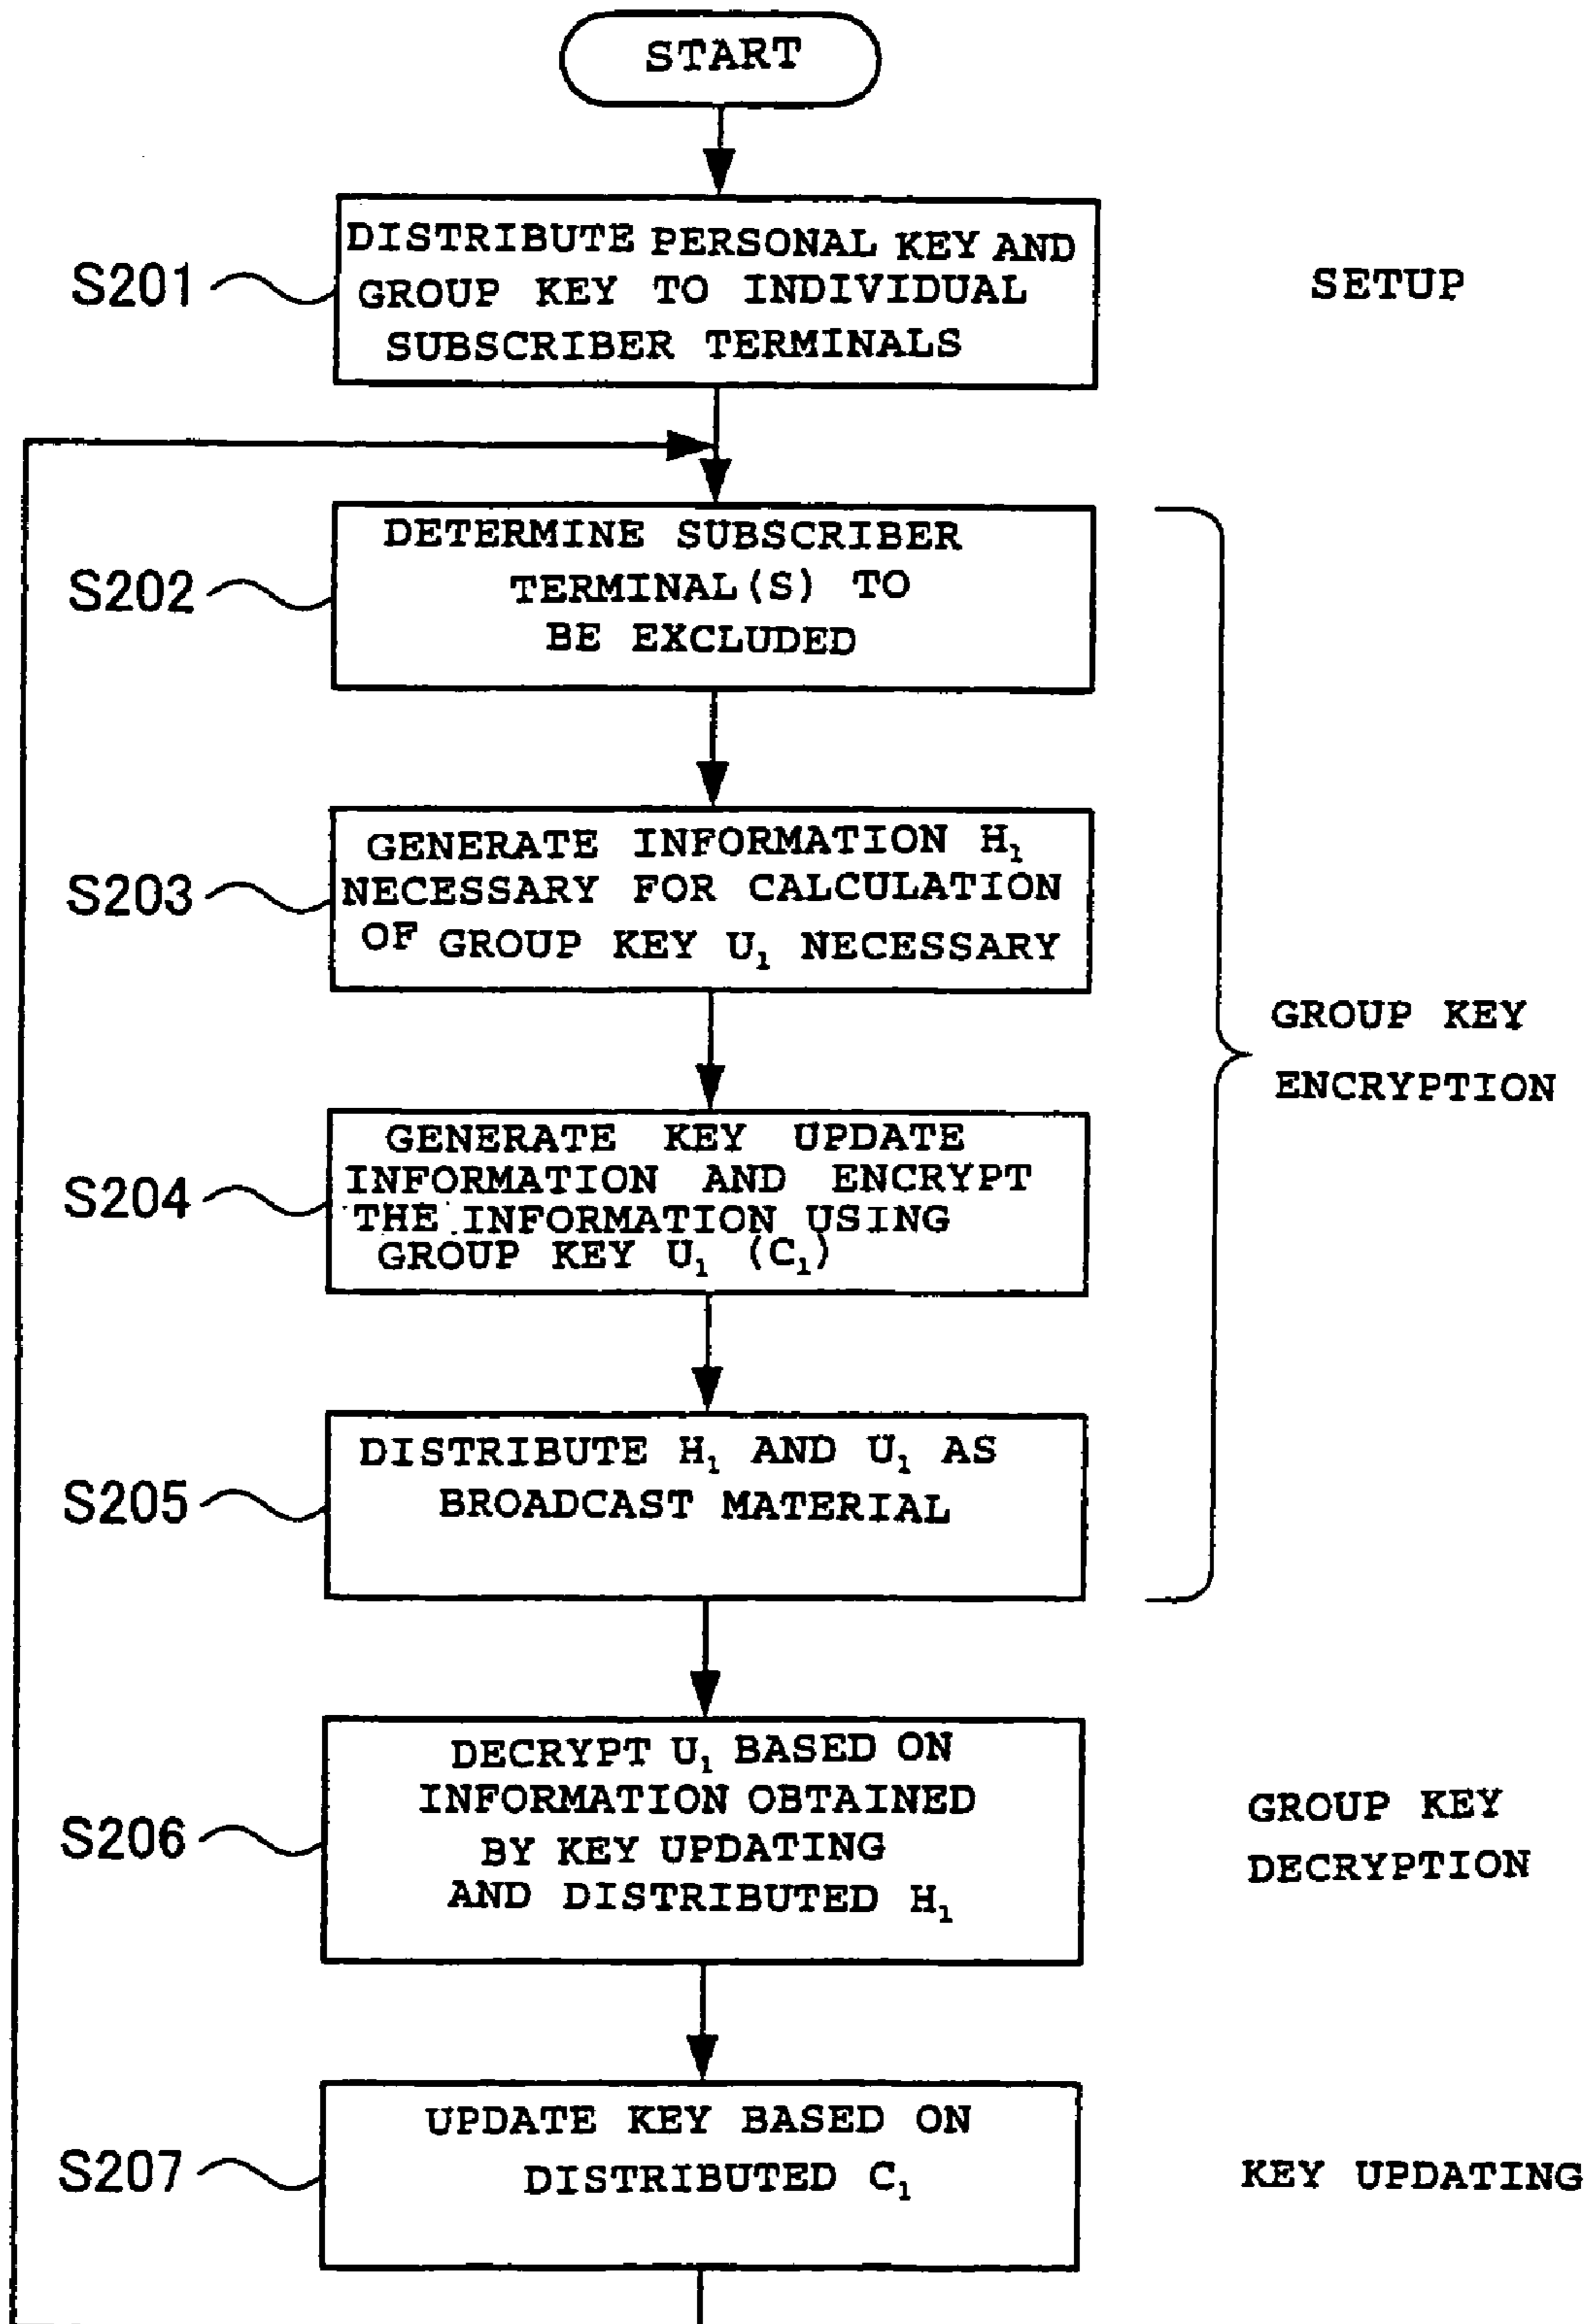 START
DISTRIBUTE PERSONAL KEY AND
GROUP KEY TO INDIVIDUAL
SUBSCRIBER TERMINALS
S201
SETUP
DETERMINE SUBSCRIBER
TERMINAL(S) TO
BE EXCLUDED
S202
GENERATE INFORMATION H₁
NECESSARY FOR CALCULATION
OF GROUP KEY U₁ NECESSARY
S203
GROUP KEY
ENCRYPTION
GENERATE KEY UPDATE
INFORMATION AND ENCRYPT
THE INFORMATION USING
GROUP KEY U₁ (C₁)
S204
DISTRIBUTE H₁ AND U₁ AS
BROADCAST MATERIAL
S205
DECRYPT U₁ BASED ON
INFORMATION OBTAINED
BY KEY UPDATING
AND DISTRIBUTED H₁
S206
GROUP KEY
DECRYPTION
UPDATE KEY BASED ON
DISTRIBUTED C₁
S207
KEY UPDATING